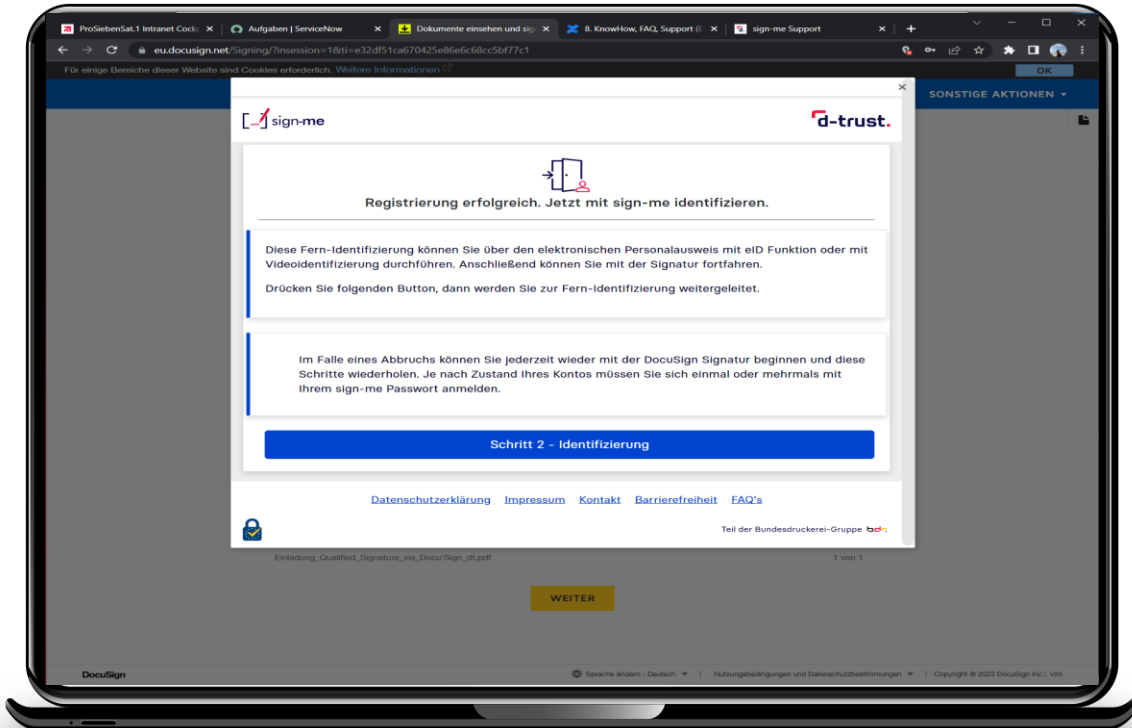 ProSiebenSat.1 Intranet Cockp
Aufgaben | ServiceNow
Dokumente einsehen und sig
8. KnowHow, FAQ, Support (
sign-me Support
eu.docusign.net/Signing/?insession=1&ti=e32df51ca670425e86e6c68cc5bf77c1
Für einige Bereiche dieser Website sind Cookies erforderlich. Weitere Informationen
OK
SONSTIGE AKTIONEN
sign-me
d-trust.
Registrierung erfolgreich. Jetzt mit sign-me identifizieren.
Diese Fern-Identifizierung können Sie über den elektronischen Personalausweis mit eID Funktion oder mit
Videoidentifizierung durchführen. Anschließend können Sie mit der Signatur fortfahren.
Drücken Sie folgenden Button, dann werden Sie zur Fern-Identifizierung weitergeleitet.
Im Falle eines Abbruchs können Sie jederzeit wieder mit der DocuSign Signatur beginnen und diese
Schritte wiederholen. Je nach Zustand Ihres Kontos müssen Sie sich einmal oder mehrmals mit
Ihrem sign-me Passwort anmelden.
Schritt 2 - Identifizierung
Datenschutzerklärung Impressum Kontakt Barrierefreiheit FAQ's
Teil der Bundesdruckerei-Gruppe bdr.
Einladung_Qualified_Signature_via_Docu'Sign_dt.pdf
1 von 1
WEITER
DocuSign
Sprache ändern - Deutsch
Nutzungsbedingungen und Datenschutzbestimmungen
Copyright © 2023 DocuSign Inc.